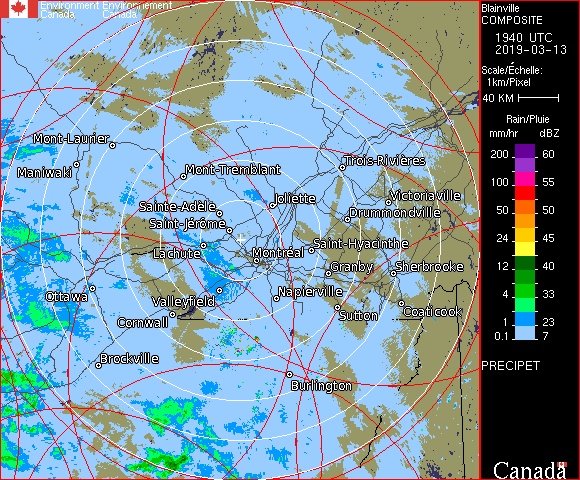 Environment Environnement
Canada Canada
Blainville
COMPOSITE
1940 UTC
2019-03-13
Scale/Échelle:
1km/Pixel
40 KM
Rain/Pluie
mm/hr dBZ
200 60
100 55
50 50
24 45
12 40
4 33
1 23
0.1 7
PRECIPET
Mont-Laurier
Maniwaki
Mont-Tremblant
Trois-Rivières
Sainte-Adèle
Joliette
Victoriaville
Saint-Jérôme
Drummondville
Lachute
Montréal
Saint-Hyacinthe
Granby
Sherbrooke
Ottawa
Valleyfield
Napierville
Cornwall
Sutton
Coaticook
Brockville
Burlington
Canada